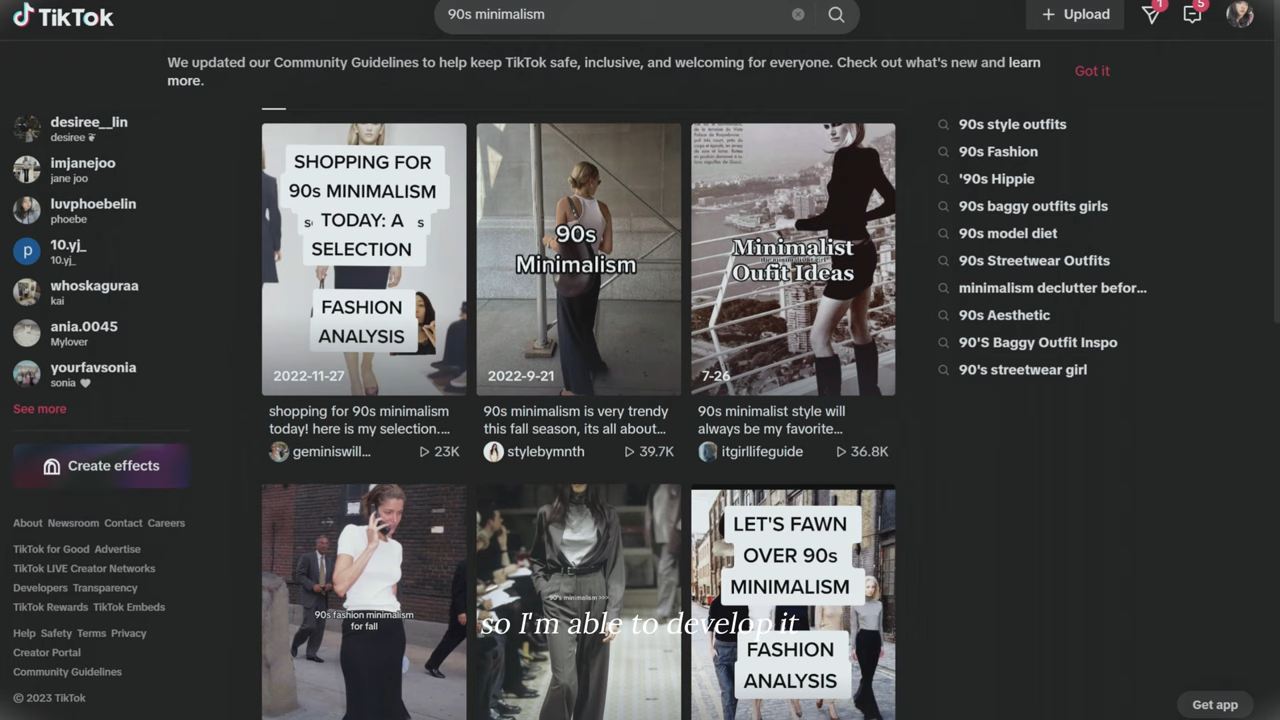 TikTok
90s minimalism
Upload
1
5
We updated our Community Guidelines to help keep TikTok safe, inclusive, and welcoming for everyone. Check out what's new and learn
more.
Got it
desiree__lin
desiree ❦
imjanejoo
jane joo
luvphoebelin
phoebe
p
10.yj_
10.yj_
whoskaguraa
kai
ania.0045
Mylover
yourfavsonia
sonia 🤍
See more
Create effects
About Newsroom Contact Careers
TikTok for Good Advertise
TikTok LIVE Creator Networks
Developers Transparency
TikTok Rewards TikTok Embeds
Help Safety Terms Privacy
Creator Portal
Community Guidelines
© 2023 TikTok
SHOPPING FOR
90s MINIMALISM
TODAY: A
SELECTION
FASHION
ANALYSIS
2022-11-27
shopping for 90s minimalism
today! here is my selection....
geminiswill...
23K
90s
Minimalism
2022-9-21
90s minimalism is very trendy
this fall season, its all about...
stylebymnth
39.7K
Minimalist
Oufit Ideas
7-26
90s minimalist style will
always be my favorite...
itgirllifeguide
36.8K
90s fashion minimalism
for fall
90's minimalism >>>
LET'S FAWN
OVER 90s
MINIMALISM
FASHION
ANALYSIS
so I'm able to develop it
90s style outfits
90s Fashion
'90s Hippie
90s baggy outfits girls
90s model diet
90s Streetwear Outfits
minimalism declutter befor...
90s Aesthetic
90'S Baggy Outfit Inspo
90's streetwear girl
Get app